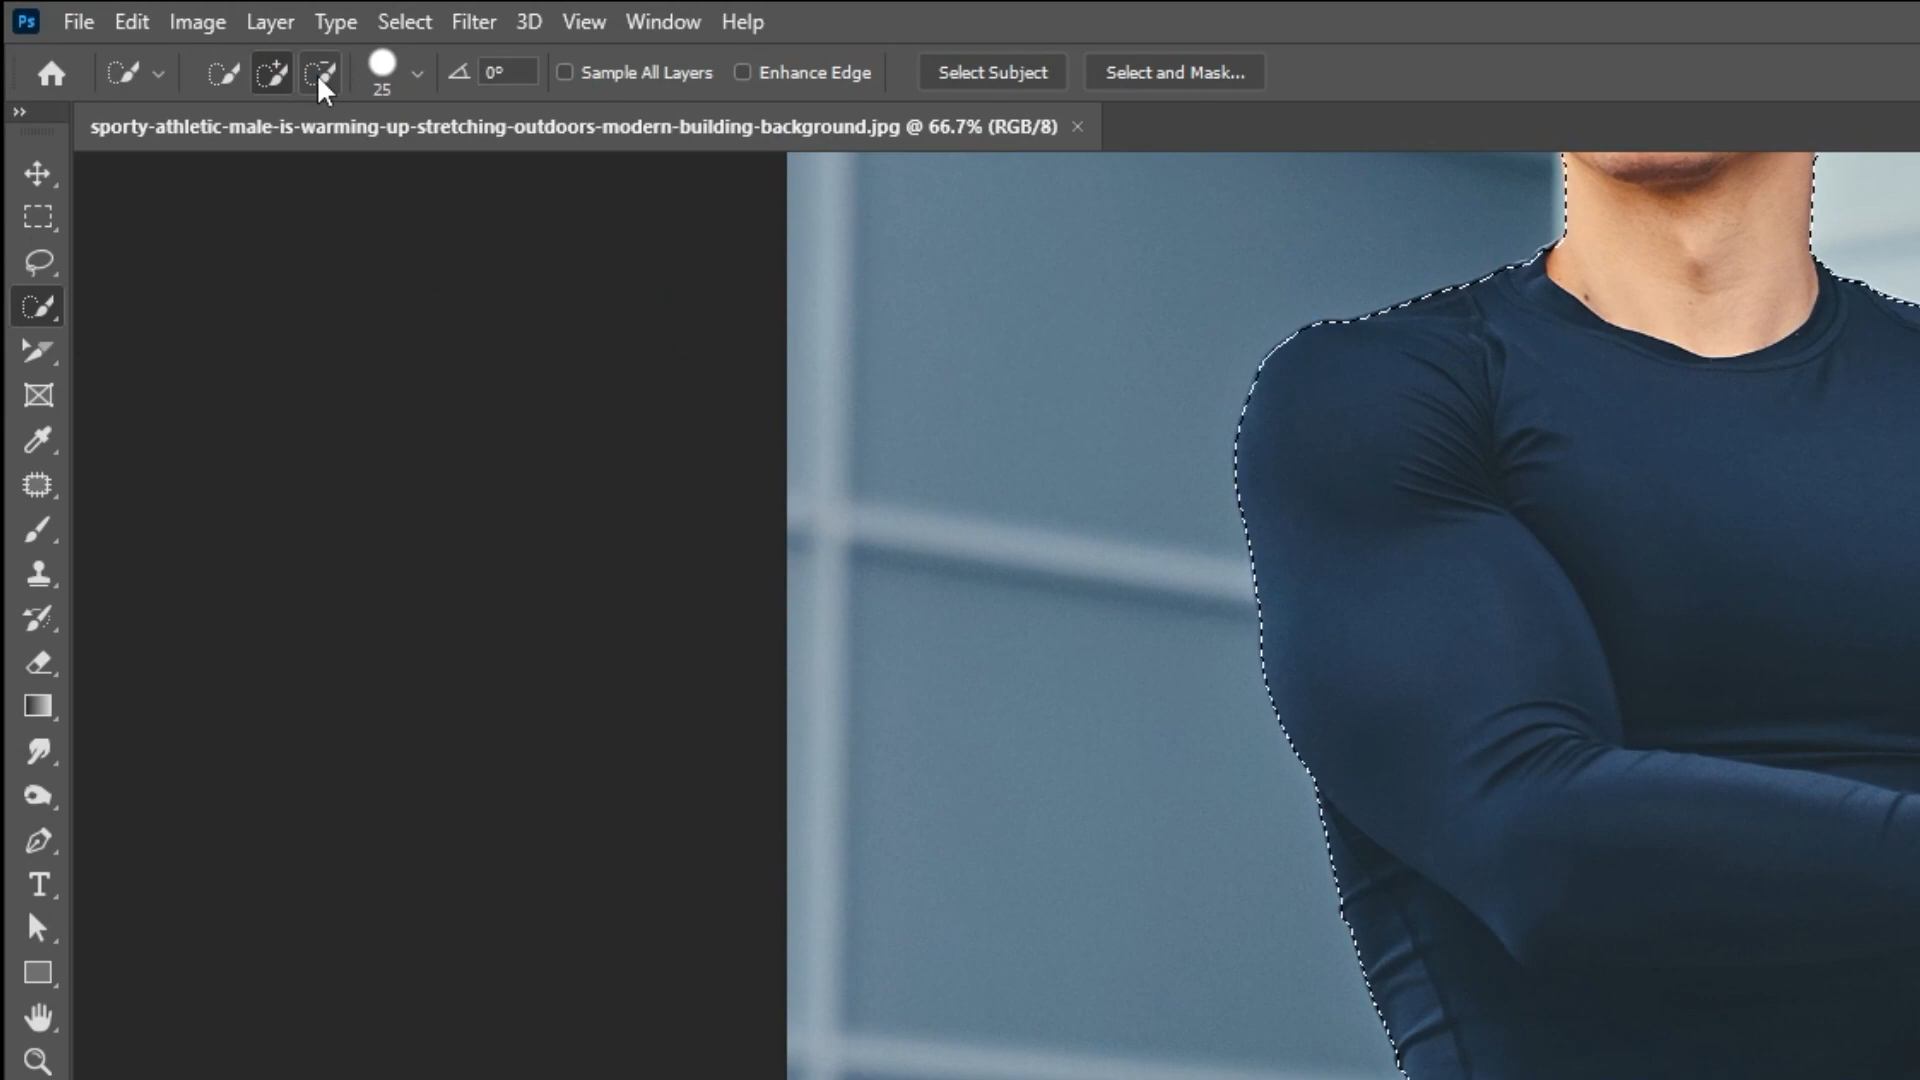 Ps File Edit Image Layer Type Select Filter 3D View Window Help
25 0° Sample All Layers Enhance Edge Select Subject Select and Mask...
sporty-athletic-male-is-warming-up-stretching-outdoors-modern-building-background.jpg @ 66.7% (RGB/8)